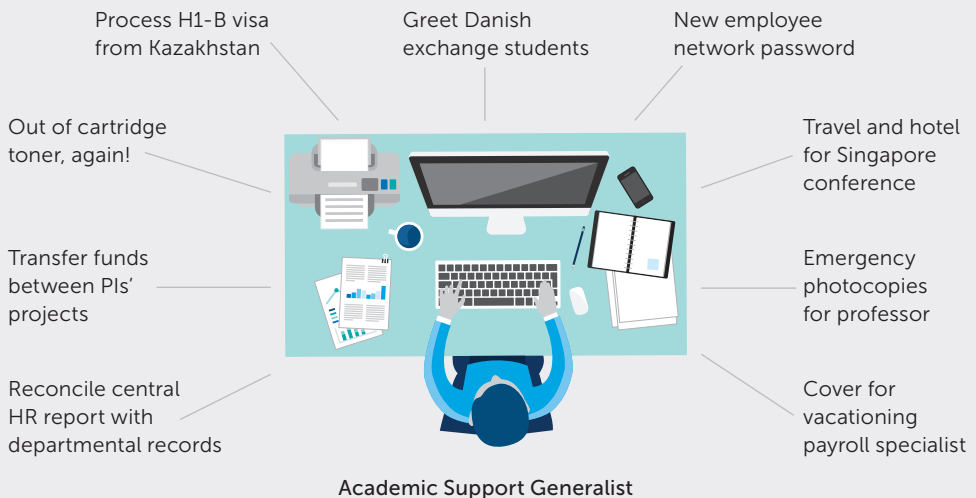 Process H1-B visa
from Kazakhstan
Greet Danish
exchange students
New employee
network password
Out of cartridge
toner, again!
Travel and hotel
for Singapore
conference
Transfer funds
between PIs’
projects
Emergency
photocopies
for professor
Reconcile central
HR report with
departmental records
Cover for
vacationing
payroll specialist
Academic Support Generalist